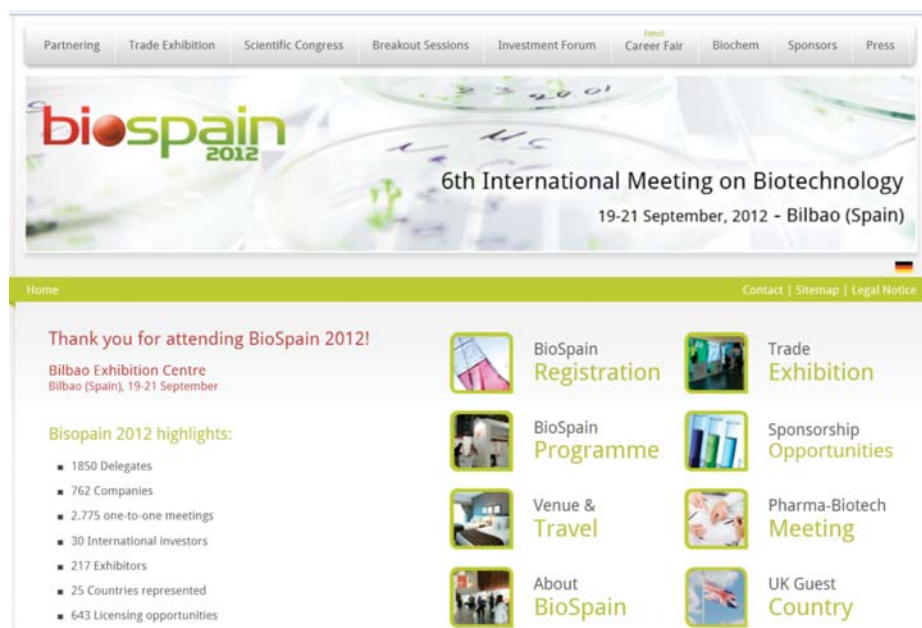 New!
Partnering Trade Exhibition Scientific Congress Breakout Sessions Investment Forum Career Fair Biochem Sponsors Press
biospain
2012
6th International Meeting on Biotechnology
19-21 September, 2012 - Bilbao (Spain)
Home Contact | Sitemap | Legal Notice
Thank you for attending BioSpain 2012!
Bilbao Exhibition Centre
Bilbao (Spain), 19-21 September
Bisopain 2012 highlights:
1850 Delegates
762 Companies
2.775 one-to-one meetings
30 International investors
217 Exhibitors
25 Countries represented
643 Licensing opportunities
BioSpain
Registration
Trade
Exhibition
BioSpain
Programme
Sponsorship
Opportunities
Venue &
Travel
Pharma-Biotech
Meeting
About
BioSpain
UK Guest
Country